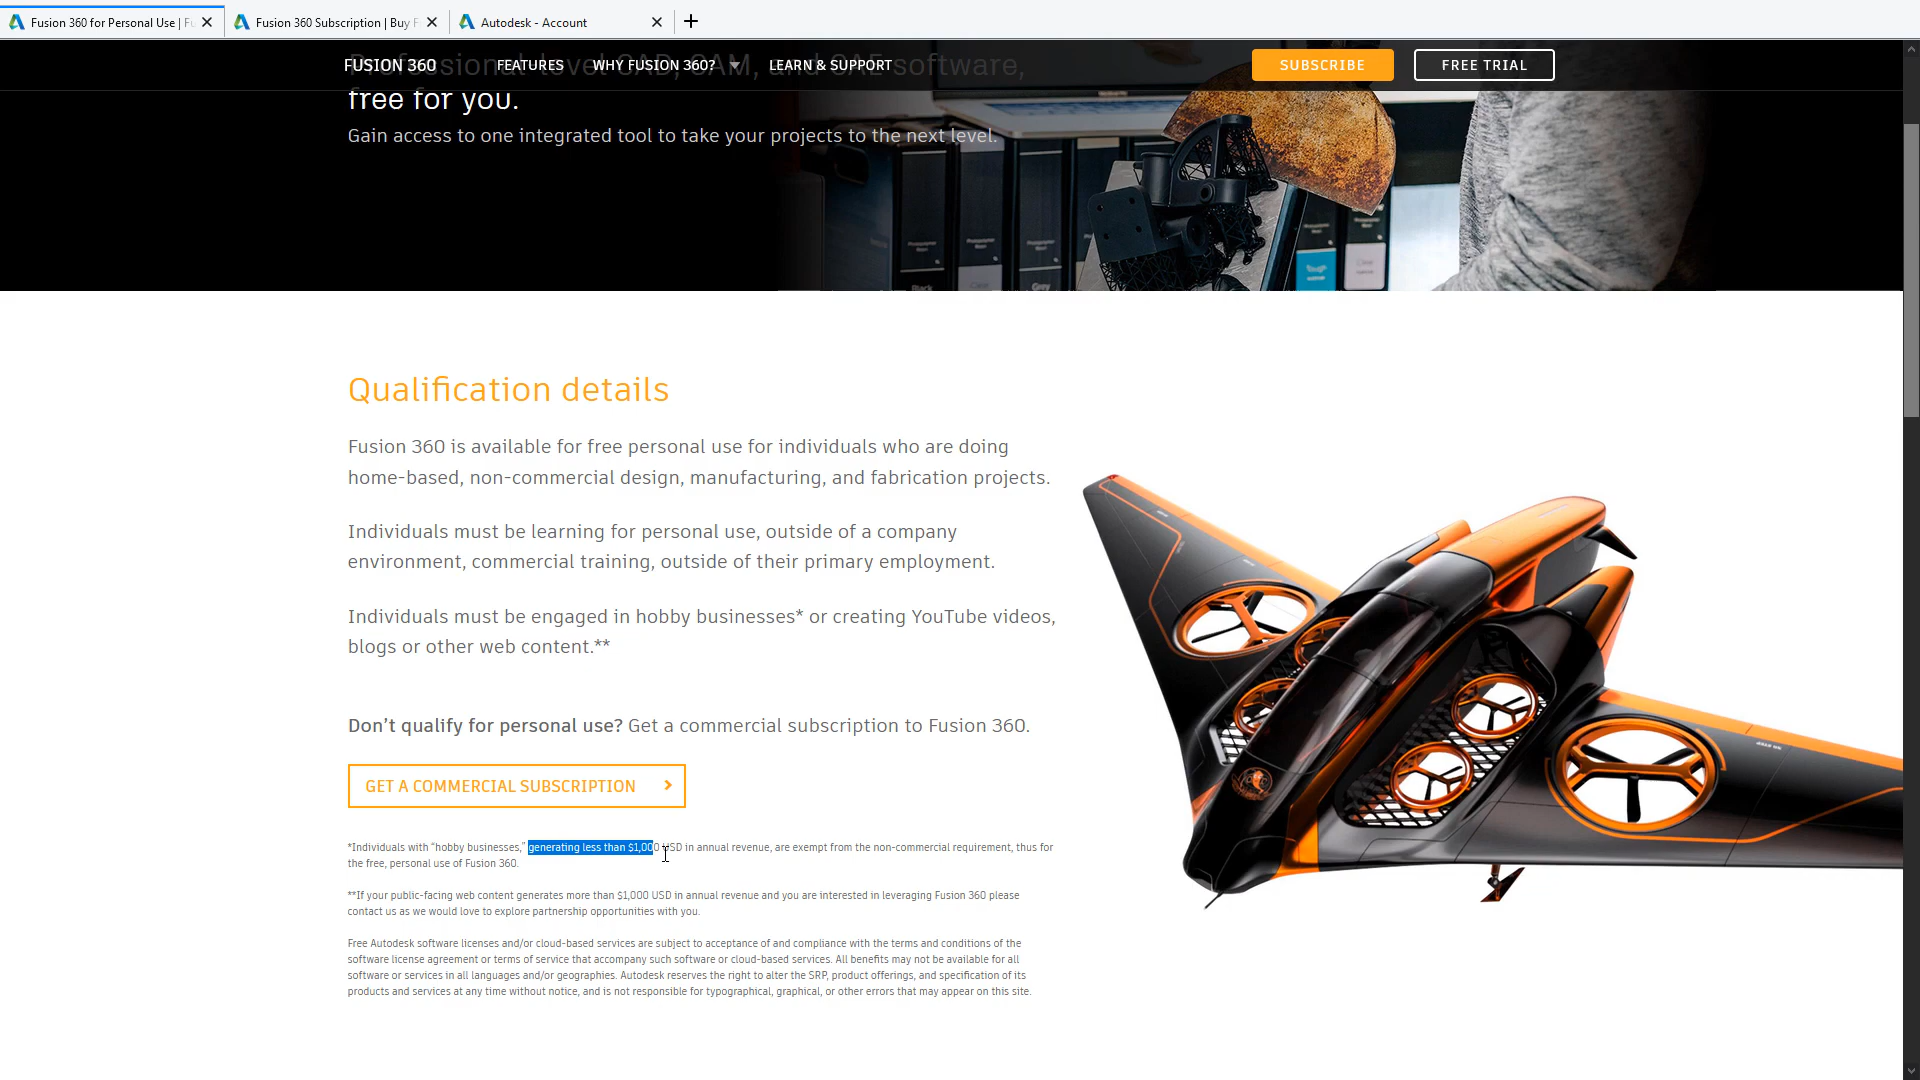 Fusion 360 for Personal Use | Fu
Fusion 360 Subscription | Buy F
Autodesk - Account
FUSION 360
FEATURES
WHY FUSION 360?
LEARN & SUPPORT
SUBSCRIBE
FREE TRIAL
Professional-level CAD, CAM, and CAE software,
free for you.
Gain access to one integrated tool to take your projects to the next level.
Black
Clear
Grey
Clear
Qualification details
Fusion 360 is available for free personal use for individuals who are doing
home-based, non-commercial design, manufacturing, and fabrication projects.
Individuals must be learning for personal use, outside of a company
environment, commercial training, outside of their primary employment.
Individuals must be engaged in hobby businesses* or creating YouTube videos,
blogs or other web content.**
Don’t qualify for personal use? Get a commercial subscription to Fusion 360.
GET A COMMERCIAL SUBSCRIPTION
*Individuals with “hobby businesses,” generating less than $1,000 USD in annual revenue, are exempt from the non-commercial requirement, thus for
the free, personal use of Fusion 360.
**If your public-facing web content generates more than $1,000 USD in annual revenue and you are interested in leveraging Fusion 360 please
contact us as we would love to explore partnership opportunities with you.
Free Autodesk software licenses and/or cloud-based services are subject to acceptance of and compliance with the terms and conditions of the
software license agreement or terms of service that accompany such software or cloud-based services. All benefits may not be available for all
software or services in all languages and/or geographies. Autodesk reserves the right to alter the SRP, product offerings, and specification of its
products and services at any time without notice, and is not responsible for typographical, graphical, or other errors that may appear on this site.